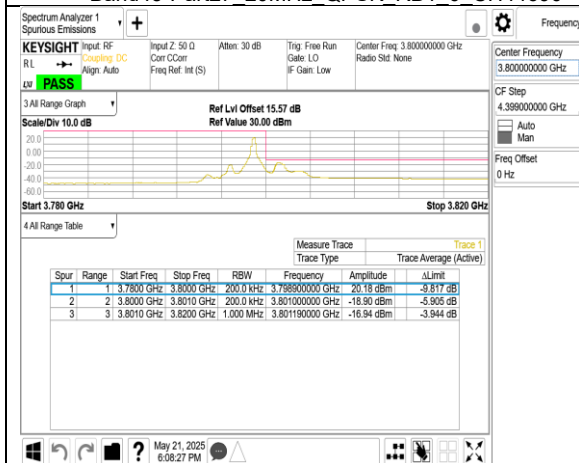 Spectrum Analyzer 1
Spurious Emissions
Frequency
KEYSIGHT
RL
Align: Auto
Input: RF
Coupling: DC
Input Z: 50 Ω
Corr CCorr
Freq Ref: Int (S)
Atten: 30 dB
Trig: Free Run
Gate: LO
IF Gain: Low
Center Freq: 3.800000000 GHz
Radio Std: None
PASS
Center Frequency
3.800000000 GHz
CF Step
4.399000000 GHz
Auto
Man
Freq Offset
0 Hz
3 All Range Graph
Scale/Div 10.0 dB
Ref Lvl Offset 15.57 dB
Ref Value 30.00 dBm
20.0
0.00
-20.0
-40.0
-60.0
Start 3.780 GHz
Stop 3.820 GHz
4 All Range Table
Measure Trace Trace 1
Trace Type Trace Average (Active)
Spur Range Start Freq Stop Freq RBW Frequency Amplitude ΔLimit
1 1 3.7800 GHz 3.8000 GHz 200.0 kHz 3.798900000 GHz 20.18 dBm -9.817 dB
2 2 3.8000 GHz 3.8010 GHz 200.0 kHz 3.801000000 GHz -18.90 dBm -5.905 dB
3 3 3.8010 GHz 3.8200 GHz 1.000 MHz 3.801190000 GHz -16.94 dBm -3.944 dB
May 21, 2025
6:08:27 PM